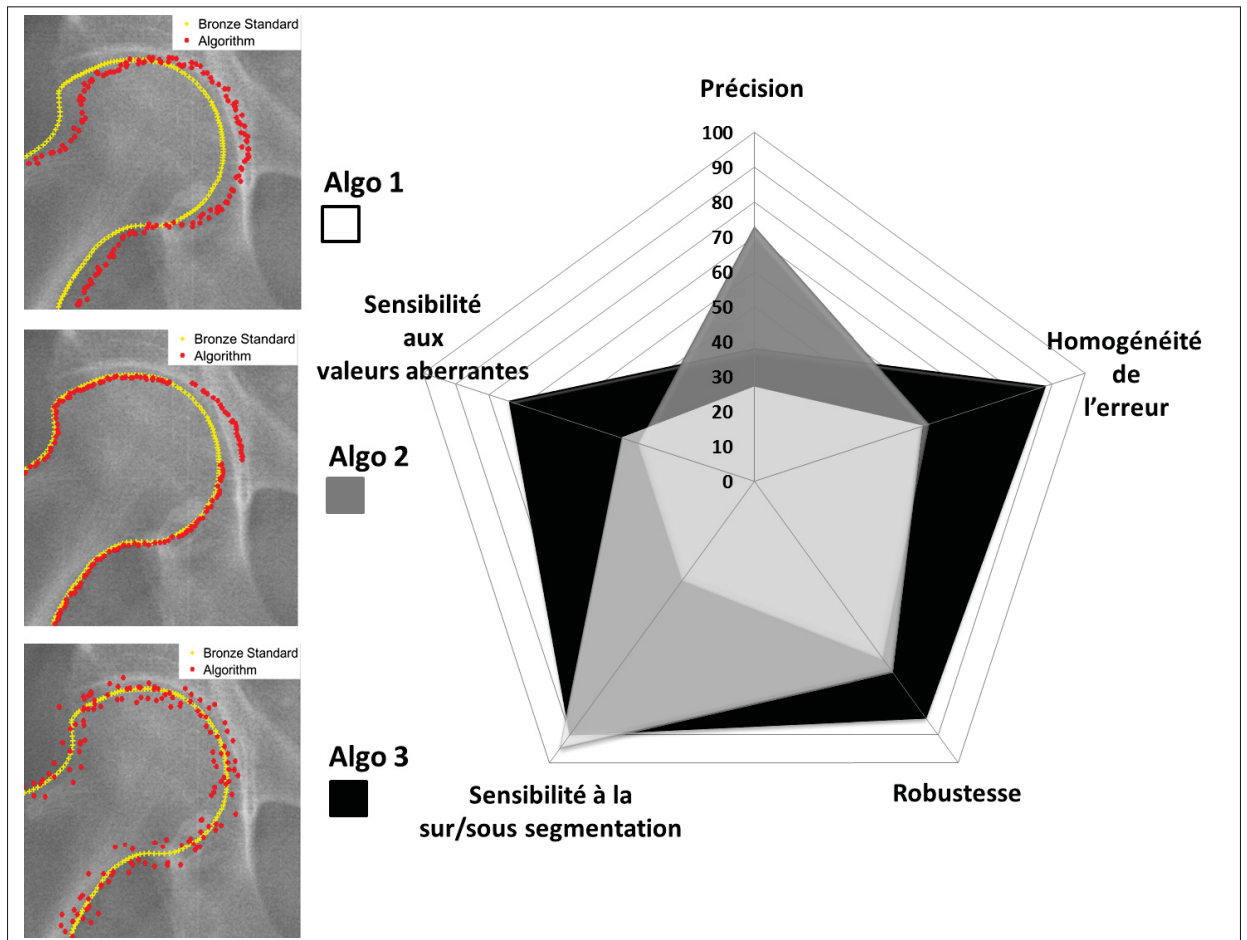 Bronze Standard
Algorithm
Algo 1
Bronze Standard
Algorithm
Algo 2
Bronze Standard
Algorithm
Algo 3
Précision
100
90
80
70
60
50
40
30
20
10
0
Homogénéité
de
l'erreur
Robustesse
Sensibilité à la
sur/sous segmentation
Sensibilité
aux
valeurs aberrantes